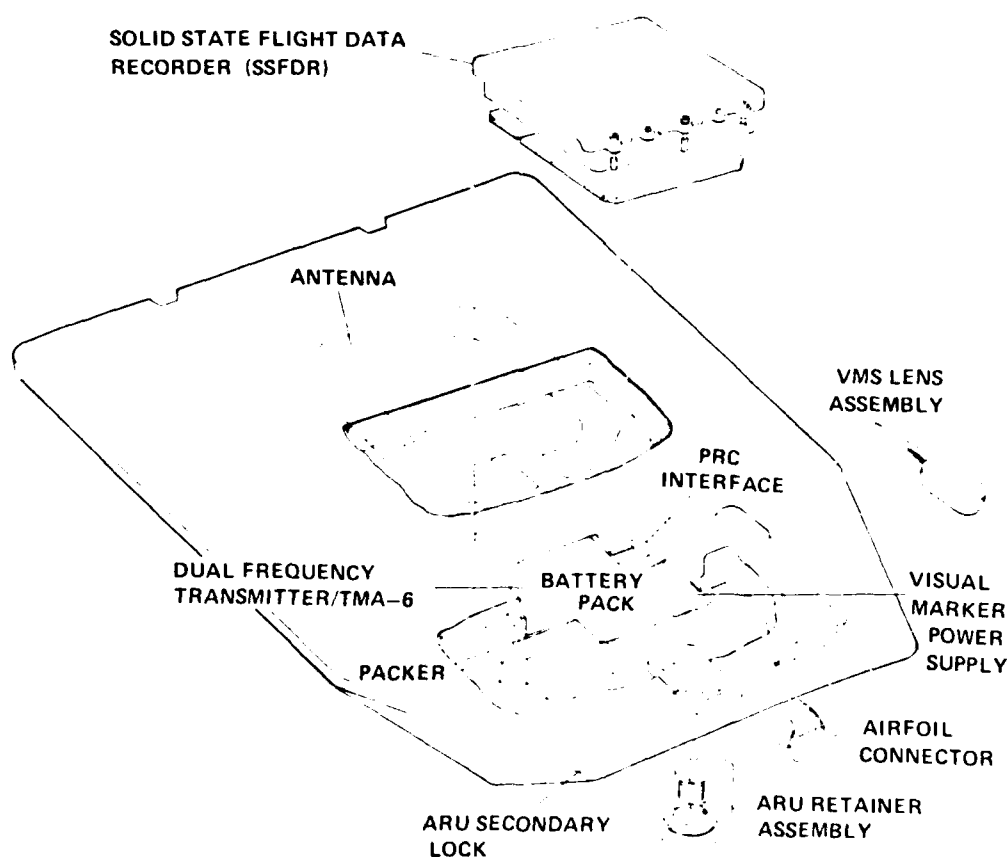 SOLID STATE FLIGHT DATA
RECORDER (SSFDR)
ANTENNA
VMS LENS
ASSEMBLY
PRC
INTERFACE
DUAL FREQUENCY
TRANSMITTER/TMA-6
BATTERY
PACK
VISUAL
MARKER
POWER
SUPPLY
PACKER
AIRFOIL
CONNECTOR
ARU RETAINER
ASSEMBLY
ARU SECONDARY
LOCK